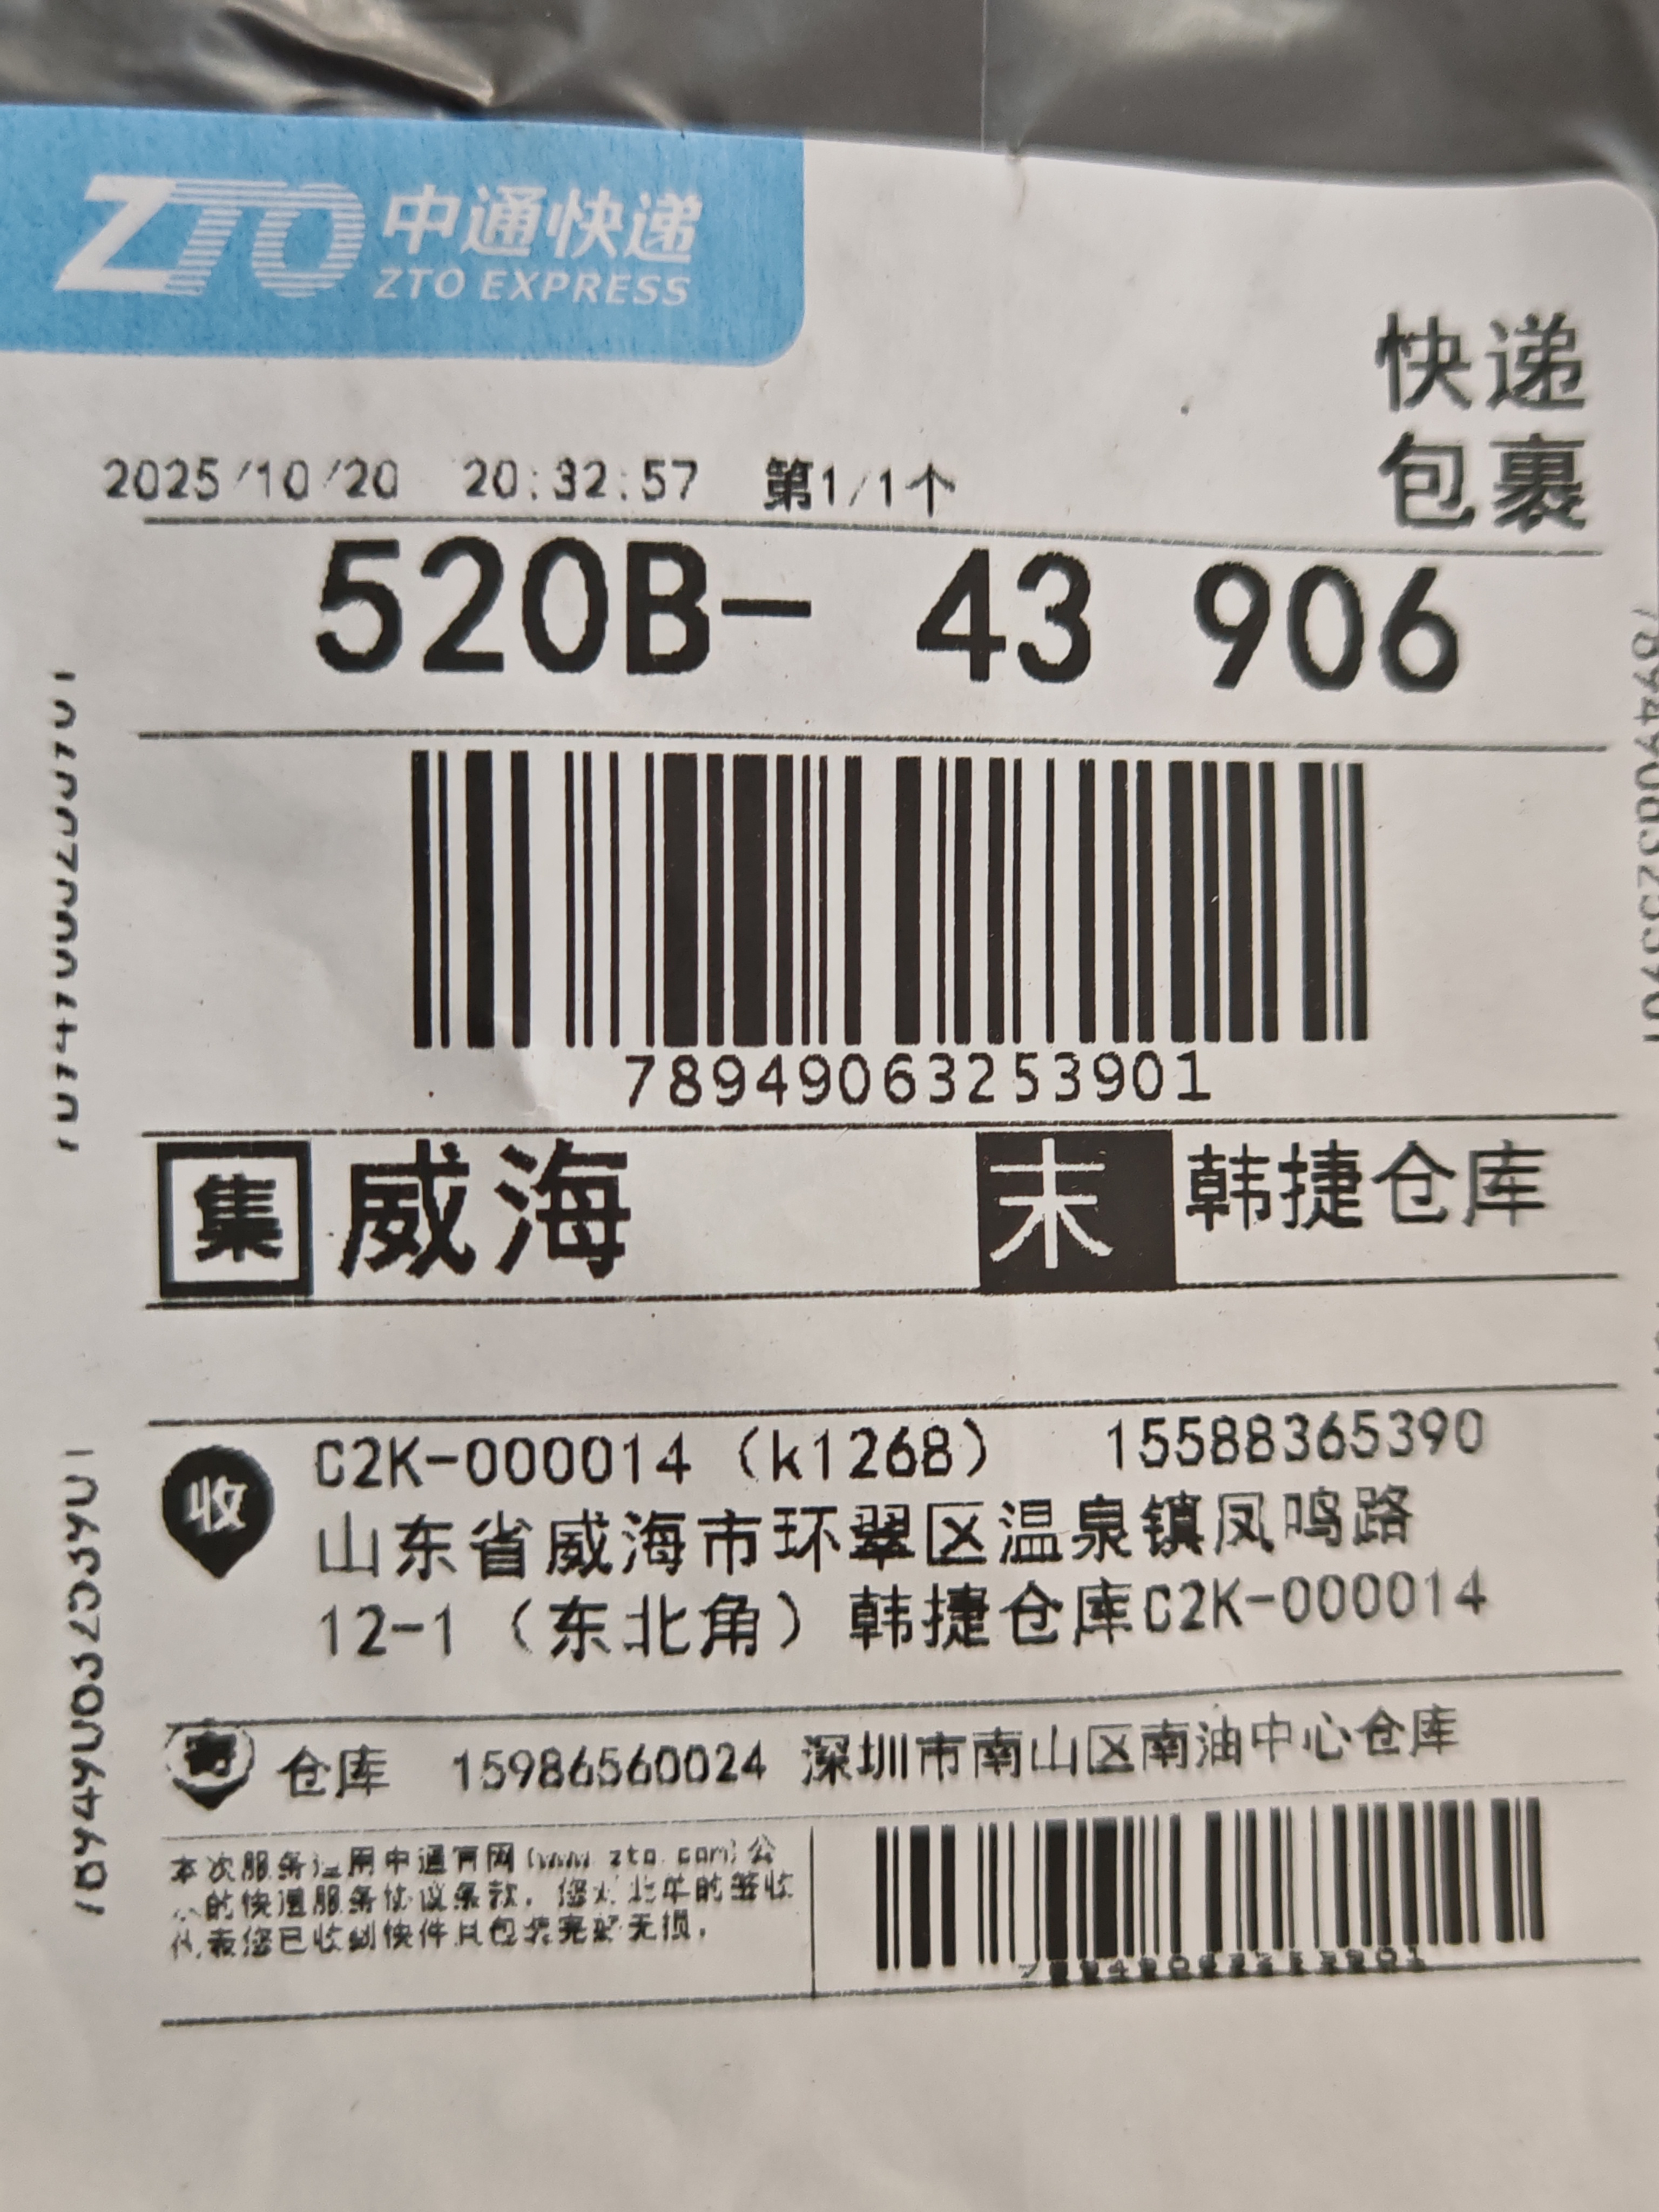 ZTO 中通快递
ZTO EXPRESS
快递
包裹
2025/10/20 20:32:57 第1/1个
520B- 43 906
78949063253901
集 威海 末 韩捷仓库
收 C2K-000014（k1268） 15588365390
山东省威海市环翠区温泉镇凤鸣路
12-1（东北角）韩捷仓库C2K-000014
寄 仓库 15986560024 深圳市南山区南油中心仓库
本次服务适用中通官网(www.zto.com)公
的快递服务协议条款，您对此单的签收
代表您已收到快件且包装完好无损。
78949063253901
78949063253901
78949063253901